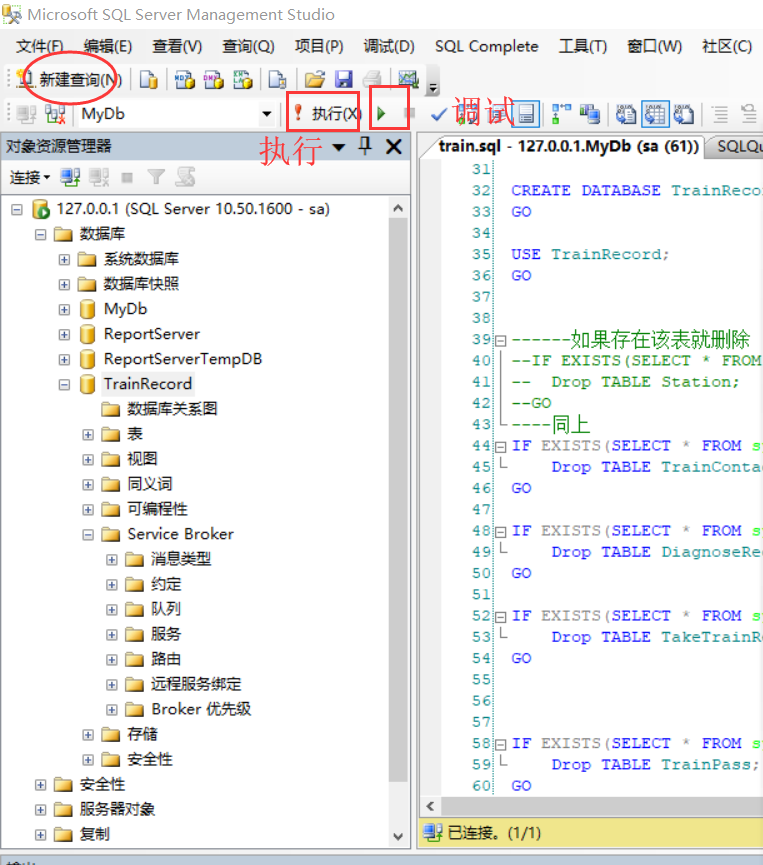 Microsoft SQL Server Management Studio
文件(F) 编辑(E) 查看(V) 查询(Q) 项目(P) 调试(D) SQL Complete 工具(T) 窗口(W) 社区(C)
新建查询(N)
MyDb 执行(X) 调试
执行
对象资源管理器
连接
127.0.0.1 (SQL Server 10.50.1600 - sa)
数据库
系统数据库
数据库快照
MyDb
ReportServer
ReportServerTempDB
TrainRecord
数据库关系图
表
视图
同义词
可编程性
Service Broker
消息类型
约定
队列
服务
路由
远程服务绑定
Broker 优先级
存储
安全性
安全性
服务器对象
复制
train.sql - 127.0.0.1.MyDb (sa (61)) SQLQu
31
32 CREATE DATABASE TrainRecor
33 GO
34
35 USE TrainRecord;
36 GO
37
38
39 ------如果存在该表就删除
40 --IF EXISTS(SELECT * FROM
41 -- Drop TABLE Station;
42 --GO
43 ----同上
44 IF EXISTS(SELECT * FROM s
45 Drop TABLE TrainConta
46 GO
47
48 IF EXISTS(SELECT * FROM s
49 Drop TABLE DiagnoseRe
50 GO
51
52 IF EXISTS(SELECT * FROM s
53 Drop TABLE TakeTrainR
54 GO
55
56
57
58 IF EXISTS(SELECT * FROM s
59 Drop TABLE TrainPass;
60 GO
已连接。(1/1)